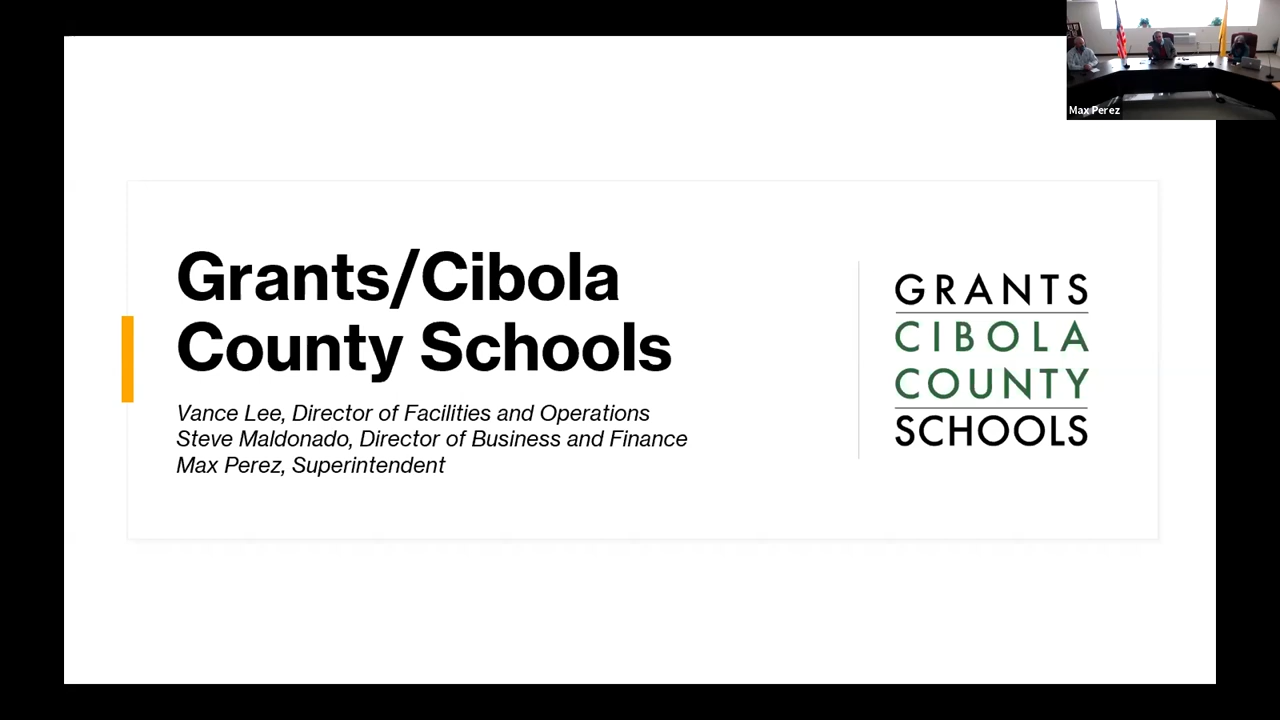 Max Perez
Grants/Cibola
County Schools
Vance Lee, Director of Facilities and Operations
Steve Maldonado, Director of Business and Finance
Max Perez, Superintendent
GRANTS
CIBOLA
COUNTY
SCHOOLS